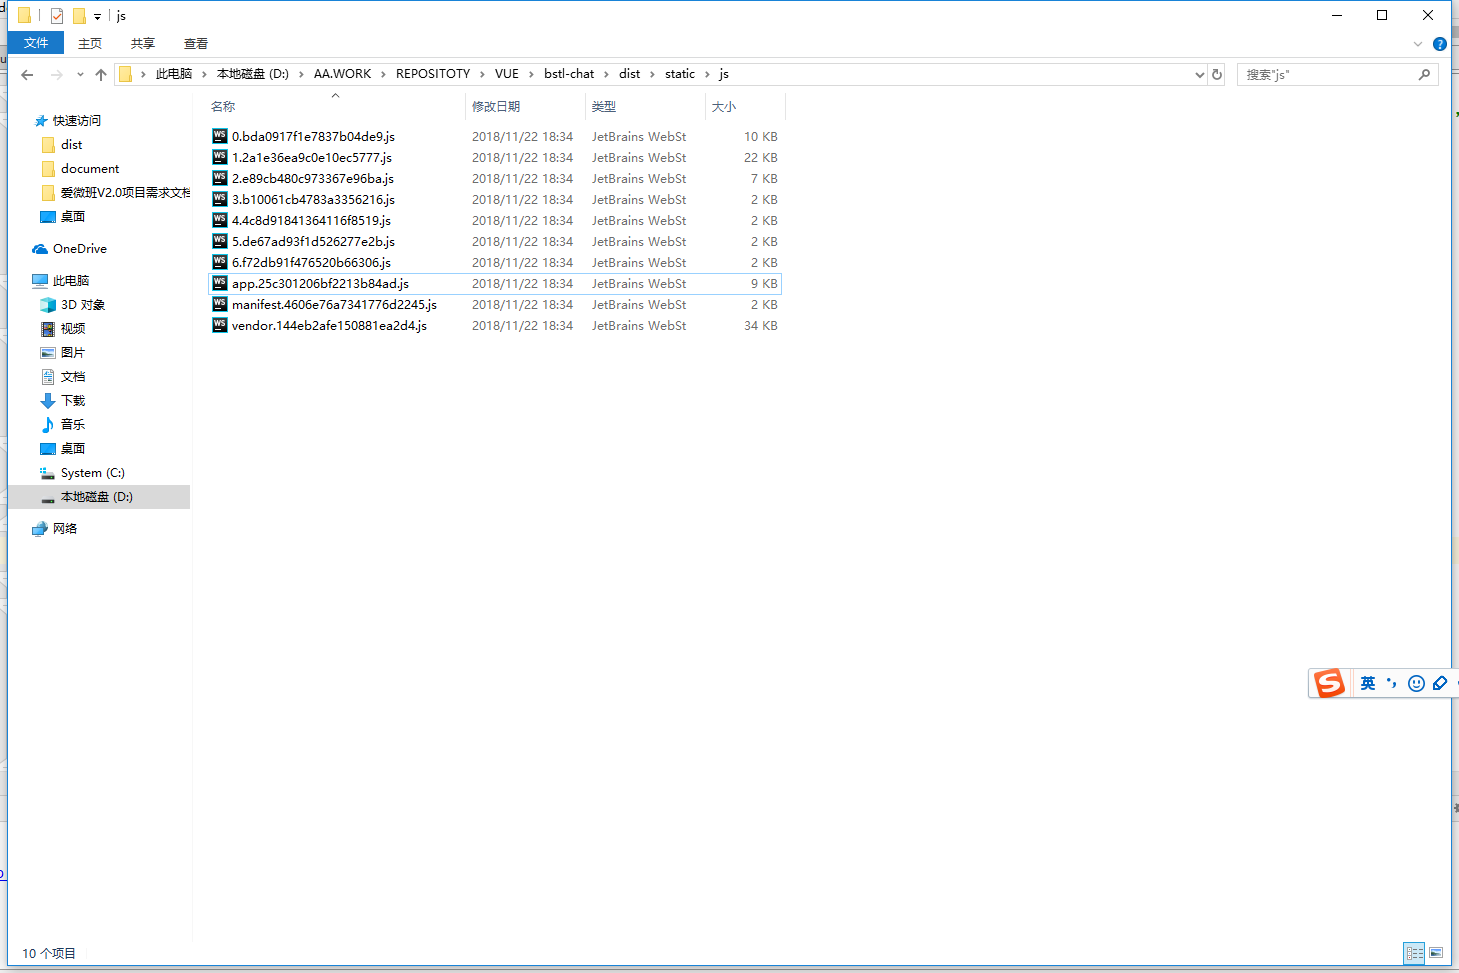 js
文件 主页 共享 查看
此电脑 本地磁盘 (D:) AA.WORK REPOSITOTY VUE bstl-chat dist static js 搜索"js"
名称 修改日期 类型 大小
快速访问
dist
document
爱微班V2.0项目需求文档
桌面
OneDrive
此电脑
3D 对象
视频
图片
文档
下载
音乐
桌面
System (C:)
本地磁盘 (D:)
网络
0.bda0917f1e7837b04de9.js 2018/11/22 18:34 JetBrains WebSt 10 KB
1.2a1e36ea9c0e10ec5777.js 2018/11/22 18:34 JetBrains WebSt 22 KB
2.e89cb480c973367e96ba.js 2018/11/22 18:34 JetBrains WebSt 7 KB
3.b10061cb4783a3356216.js 2018/11/22 18:34 JetBrains WebSt 2 KB
4.4c8d91841364116f8519.js 2018/11/22 18:34 JetBrains WebSt 2 KB
5.de67ad93f1d526277e2b.js 2018/11/22 18:34 JetBrains WebSt 2 KB
6.f72db91f476520b66306.js 2018/11/22 18:34 JetBrains WebSt 2 KB
app.25c301206bf2213b84ad.js 2018/11/22 18:34 JetBrains WebSt 9 KB
manifest.4606e76a7341776d2245.js 2018/11/22 18:34 JetBrains WebSt 2 KB
vendor.144eb2afe150881ea2d4.js 2018/11/22 18:34 JetBrains WebSt 34 KB
英
10 个项目